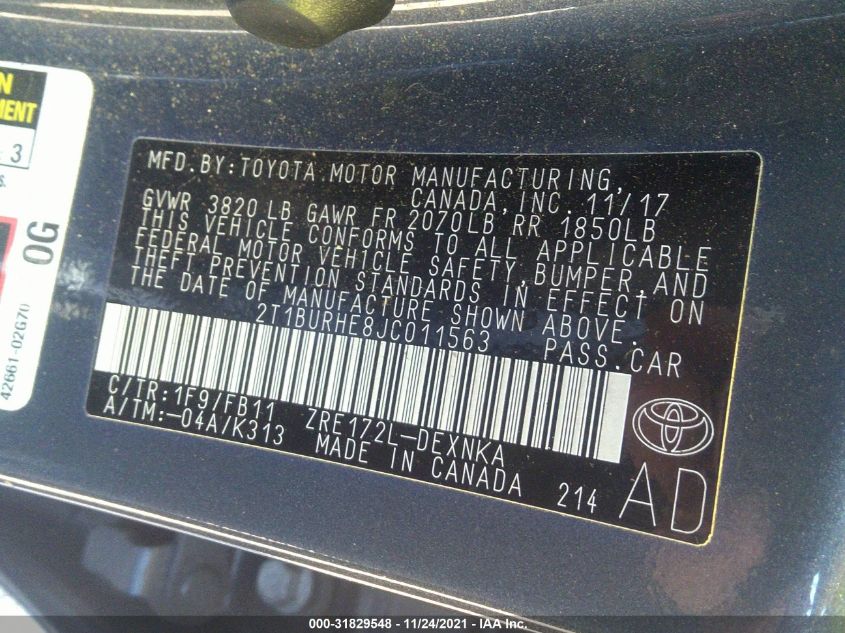 MFD.BY:TOYOTA MOTOR MANUFACTURING,
CANADA, INC. 11/17
GVWR 3820 LB GAWR FR 2070LB RR 1850LB
THIS VEHICLE CONFORMS TO ALL APPLICABLE
FEDERAL MOTOR VEHICLE SAFETY,BUMPER,AND
THEFT PREVENTION STANDARDS IN EFFECT ON
THE DATE OF MANUFACTURE SHOWN ABOVE.
2T1BURHE8JC011563 PASS.CAR
C/TR:1F9/FB11 ZRE172L-DEXNKA
A/TM:-04A/K313 MADE IN CANADA 214
AD
3
OG
42661-02G70
000-31829548 - 11/24/2021 - IAA, Inc.